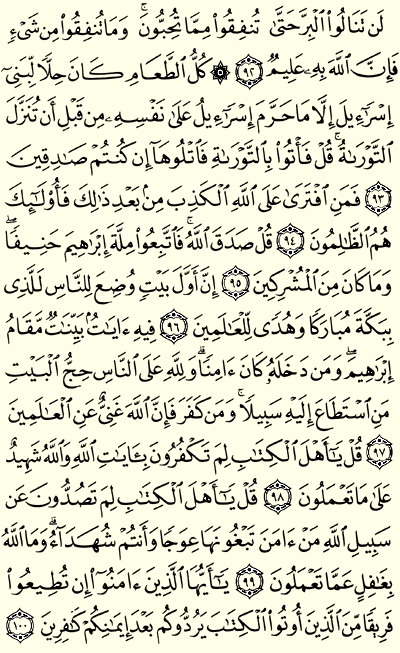 لَن تَنَالُوا۟ ٱلْبِرَّ حَتَّىٰ تُنفِقُوا۟ مِمَّا تُحِبُّونَ ۚ وَمَا تُنفِقُوا۟ مِن شَىْءٍ
فَإِنَّ ٱللَّهَ بِهِۦ عَلِيمٌ ﴿٩٢﴾ ۞ كُلُّ ٱلطَّعَامِ كَانَ حِلًّا لِّبَنِىٓ
إِسْرَٰٓءِيلَ إِلَّا مَا حَرَّمَ إِسْرَٰٓءِيلُ عَلَىٰ نَفْسِهِۦ مِن قَبْلِ أَن تُنَزَّلَ
ٱلتَّوْرَىٰةُ ۗ قُلْ فَأْتُوا۟ بِٱلتَّوْرَىٰةِ فَٱتْلُوهَآ إِن كُنتُمْ صَـٰدِقِينَ
﴿٩٣﴾ فَمَنِ ٱفْتَرَىٰ عَلَى ٱللَّهِ ٱلْكَذِبَ مِنۢ بَعْدِ ذَٰلِكَ فَأُو۟لَـٰٓئِكَ
هُمُ ٱلظَّـٰلِمُونَ ﴿٩٤﴾ قُلْ صَدَقَ ٱللَّهُ ۗ فَٱتَّبِعُوا۟ مِلَّةَ إِبْرَٰهِيمَ حَنِيفًا ۖ
وَمَا كَانَ مِنَ ٱلْمُشْرِكِينَ ﴿٩٥﴾ إِنَّ أَوَّلَ بَيْتٍ وُضِعَ لِلنَّاسِ لَلَّذِى
بِبَكَّةَ مُبَارَكًا وَهُدًى لِّلْعَـٰلَمِينَ ﴿٩٦﴾ فِيهِ ءَايَـٰتٌۢ بَيِّنَـٰتٌ مَّقَامُ
إِبْرَٰهِيمَ ۖ وَمَن دَخَلَهُۥ كَانَ ءَامِنًا ۗ وَلِلَّهِ عَلَى ٱلنَّاسِ حِجُّ ٱلْبَيْتِ
مَنِ ٱسْتَطَاعَ إِلَيْهِ سَبِيلًا ۚ وَمَن كَفَرَ فَإِنَّ ٱللَّهَ غَنِىٌّ عَنِ ٱلْعَـٰلَمِينَ
﴿٩٧﴾ قُلْ يَـٰٓأَهْلَ ٱلْكِتَـٰبِ لِمَ تَكْفُرُونَ بِـَٔايَـٰتِ ٱللَّهِ وَٱللَّهُ شَهِيدٌ
عَلَىٰ مَا تَعْمَلُونَ ﴿٩٨﴾ قُلْ يَـٰٓأَهْلَ ٱلْكِتَـٰبِ لِمَ تَصُدُّونَ عَن
سَبِيلِ ٱللَّهِ مَنْ ءَامَنَ تَبْغُونَهَا عِوَجًا وَأَنتُمْ شُهَدَآءُ ۗ وَمَا ٱللَّهُ
بِغَـٰفِلٍ عَمَّا تَعْمَلُونَ ﴿٩٩﴾ يَـٰٓأَيُّهَا ٱلَّذِينَ ءَامَنُوٓا۟ إِن تُطِيعُوا۟
فَرِيقًا مِّنَ ٱلَّذِينَ أُوتُوا۟ ٱلْكِتَـٰبَ يَرُدُّوكُم بَعْدَ إِيمَـٰنِكُمْ كَـٰفِرِينَ ﴿١٠٠﴾